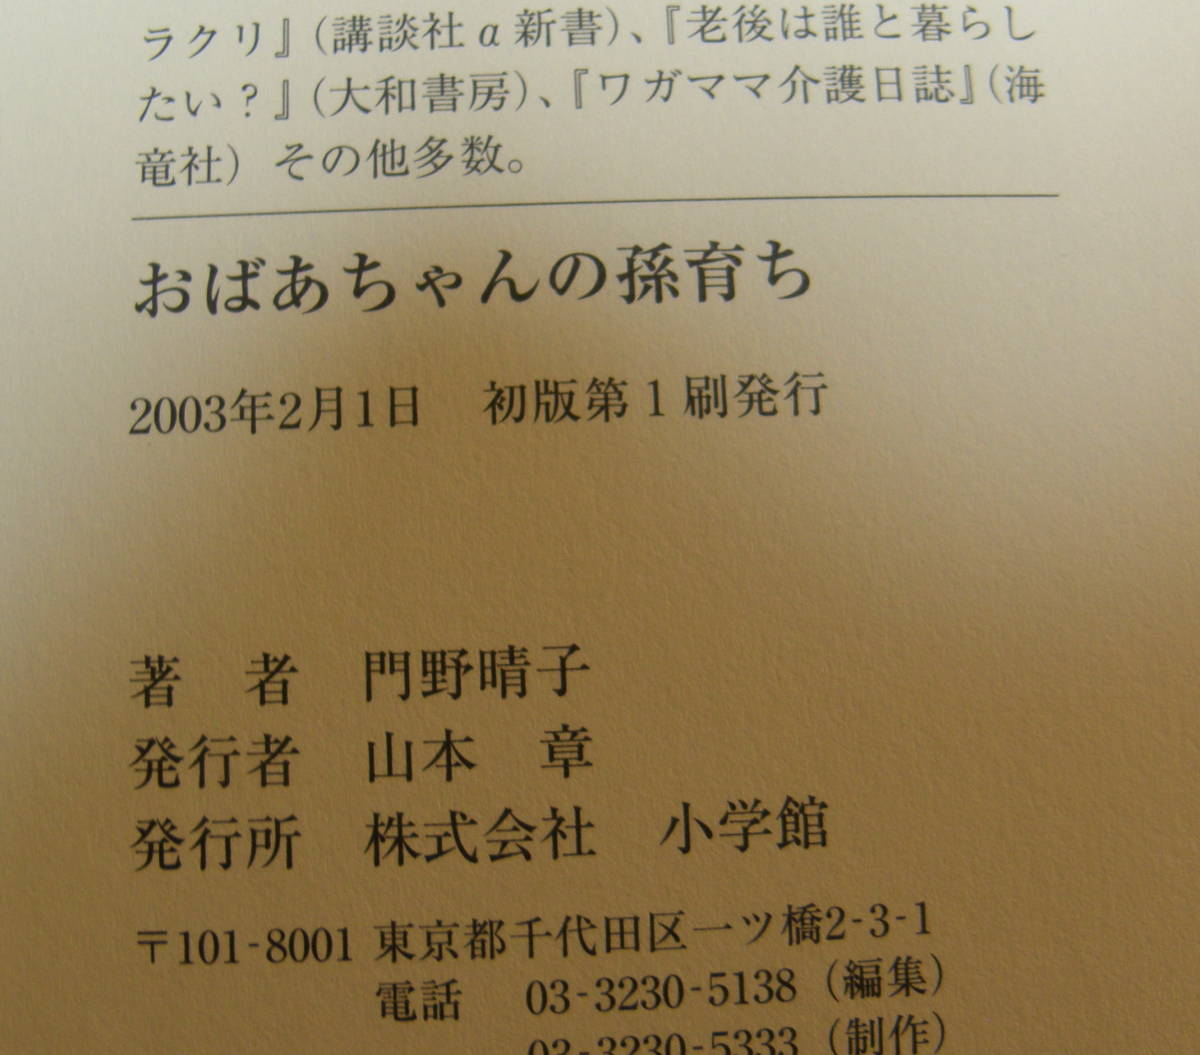 ラクリ』（講談社α新書）、『老後は誰と暮らし
たい？』（大和書房）、『ワガママ介護日誌』（海
竜社）その他多数。
おばあちゃんの孫育ち
2003年2月1日　初版第1刷発行
著　者　門野晴子
発行者　山本　章
発行所　株式会社　小学館
〒101-8001 東京都千代田区一ツ橋2-3-1
電話　03-3230-5138（編集）
03-3230-5333（制作）